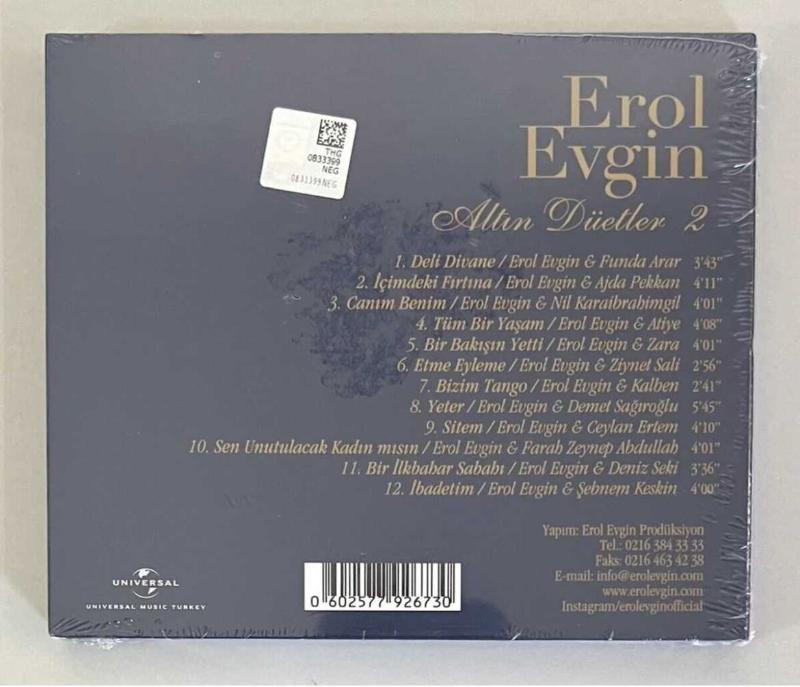 Erol
Evgin
Altın Düetler 2
THG
0833399
NEG
0833399 NEG
1. Deli Divane / Erol Evgin & Funda Arar 3'43"
2. İçimdeki Fırtına / Erol Evgin & Ajda Pekkan 4'11"
3. Canım Benim / Erol Evgin & Nil Karaibrahimgil 4'01"
4. Tüm Bir Yaşam / Erol Evgin & Atiye 4'08"
5. Bir Bakışın Yetti / Erol Evgin & Zara 4'01"
6. Etme Eyleme / Erol Evgin & Ziynet Sali 2'56"
7. Bizim Tango / Erol Evgin & Kalben 2'41"
8. Yeter / Erol Evgin & Demet Sağıroğlu 5'45"
9. Sitem / Erol Evgin & Ceylan Ertem 4'10"
10. Sen Unutulacak Kadın mısın / Erol Evgin & Farah Zeynep Abdullah 4'01"
11. Bir İlkbahar Sabahı / Erol Evgin & Deniz Seki 3'36"
12. İbadetim / Erol Evgin & Şebnem Keskin 4'00"
Yapım: Erol Evgin Prodüksiyon
Tel.: 0216 384 33 33
Faks: 0216 463 42 38
E-mail: info@erolevgin.com
www.erolevgin.com
Instagram/erolevginofficial
UNIVERSAL
UNIVERSAL MUSIC TURKEY
0 602577 926730